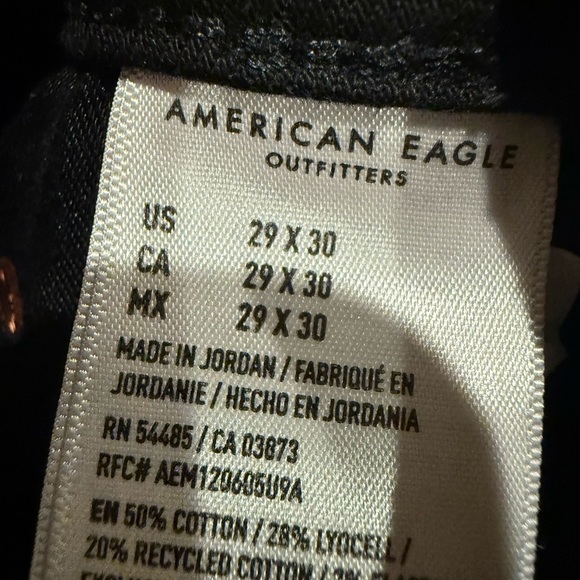 AMERICAN EAGLE
OUTFITTERS
US 29 X 30
CA 29 X 30
MX 29 X 30
MADE IN JORDAN / FABRIQUÉ EN
JORDANIE / HECHO EN JORDANIA
RN 54485 / CA 03873
RFC# AEM120605U9A
EN 50% COTTON / 28% LYOCELL /
20% RECYCLED COTTON / 2%